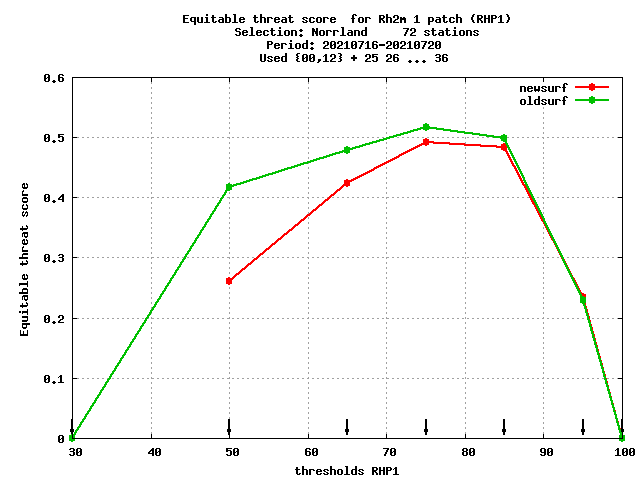 Equitable threat score  for Rh2m 1 patch (RHP1)
Selection: Norrland     72 stations
Period: 20210716-20210720
Used {00,12} + 25 26 ... 36
newsurf
oldsurf
Equitable threat score
0.6
0.5
0.4
0.3
0.2
0.1
0
30 40 50 60 70 80 90 100
thresholds RHP1